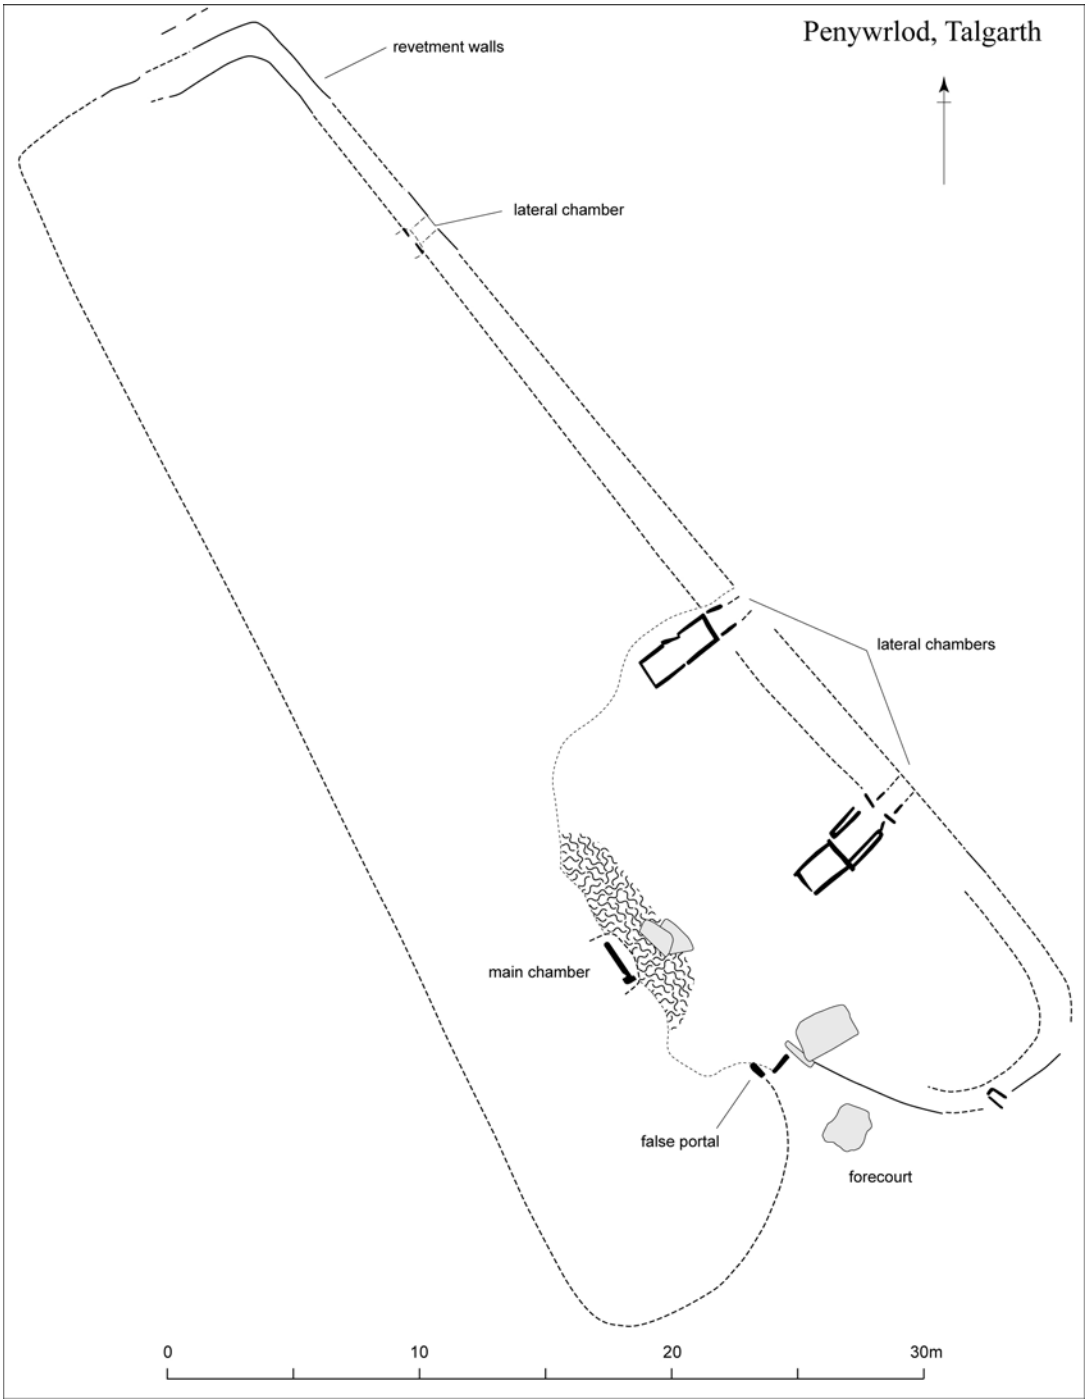 Penywrlod, Talgarth
revetment walls
lateral chamber
lateral chambers
main chamber
false portal
forecourt
0 10 20 30m